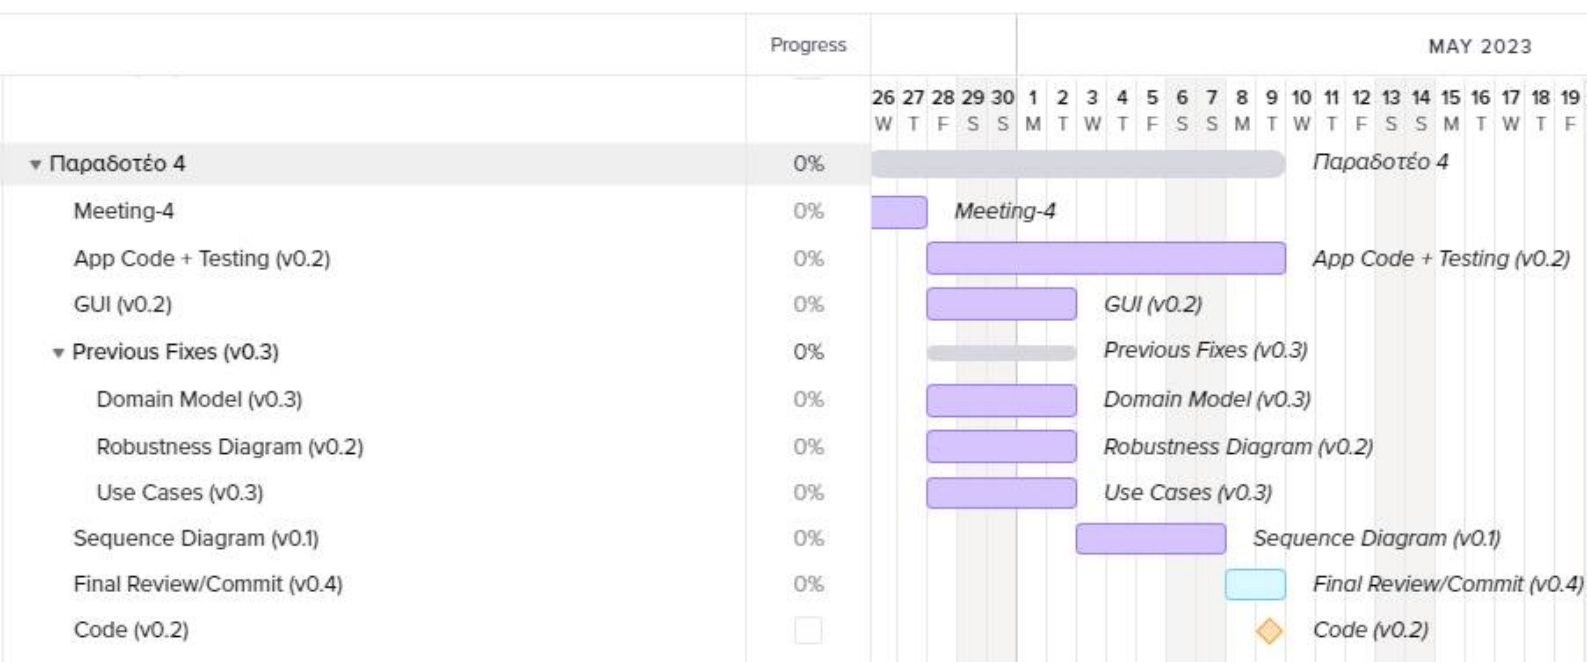 Progress
MAY 2023
26 27 28 29 30 1 2 3 4 5 6 7 8 9 10 11 12 13 14 15 16 17 18 19
W T F S S M T W T F S S M T W T F S S M T W T F
Παραδοτέο 4 0% Παραδοτέο 4
Meeting-4 0% Meeting-4
App Code + Testing (v0.2) 0% App Code + Testing (v0.2)
GUI (v0.2) 0% GUI (v0.2)
Previous Fixes (v0.3) 0% Previous Fixes (v0.3)
Domain Model (v0.3) 0% Domain Model (v0.3)
Robustness Diagram (v0.2) 0% Robustness Diagram (v0.2)
Use Cases (v0.3) 0% Use Cases (v0.3)
Sequence Diagram (v0.1) 0% Sequence Diagram (v0.1)
Final Review/Commit (v0.4) 0% Final Review/Commit (v0.4)
Code (v0.2) Code (v0.2)